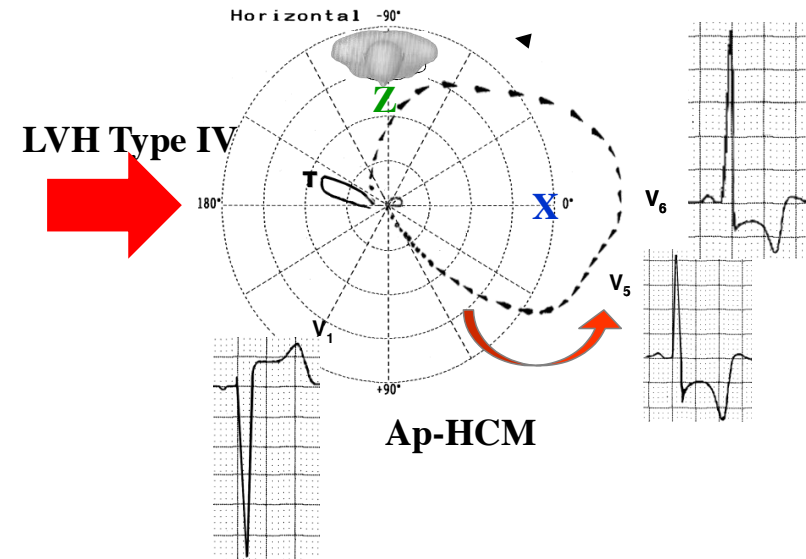 Horizontal -90°
Z
LVH Type IV
T
180°
X 0°
V6
V5
V1
+90°
Ap-HCM